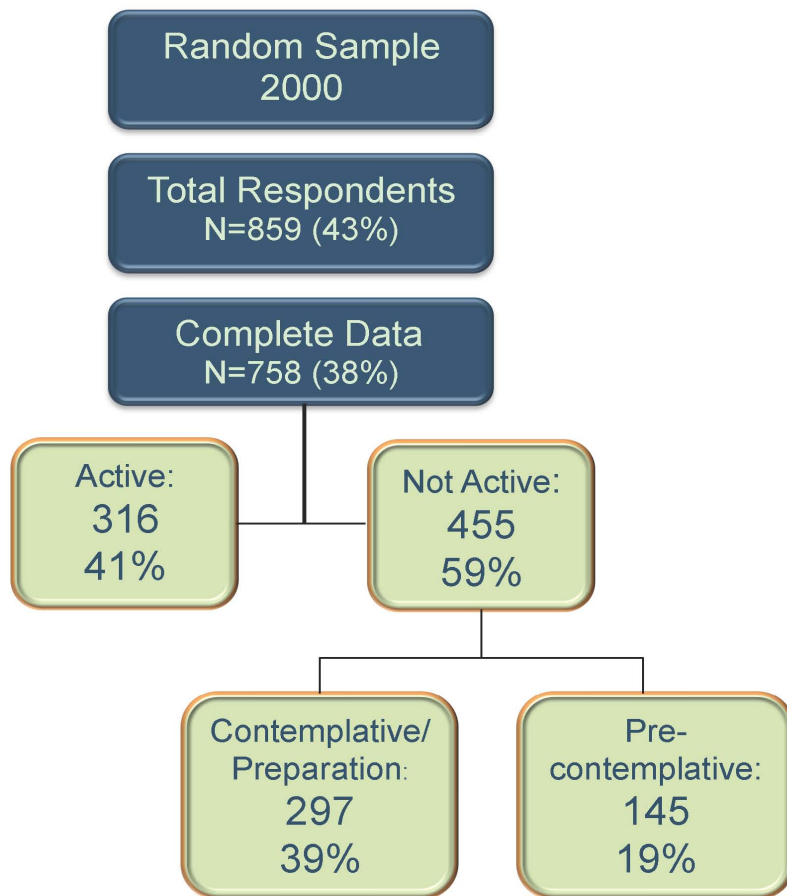 Random Sample
2000
Total Respondents
N=859 (43%)
Complete Data
N=758 (38%)
Active:
316
41%
Not Active:
455
59%
Contemplative/
Preparation:
297
39%
Pre-
contemplative:
145
19%